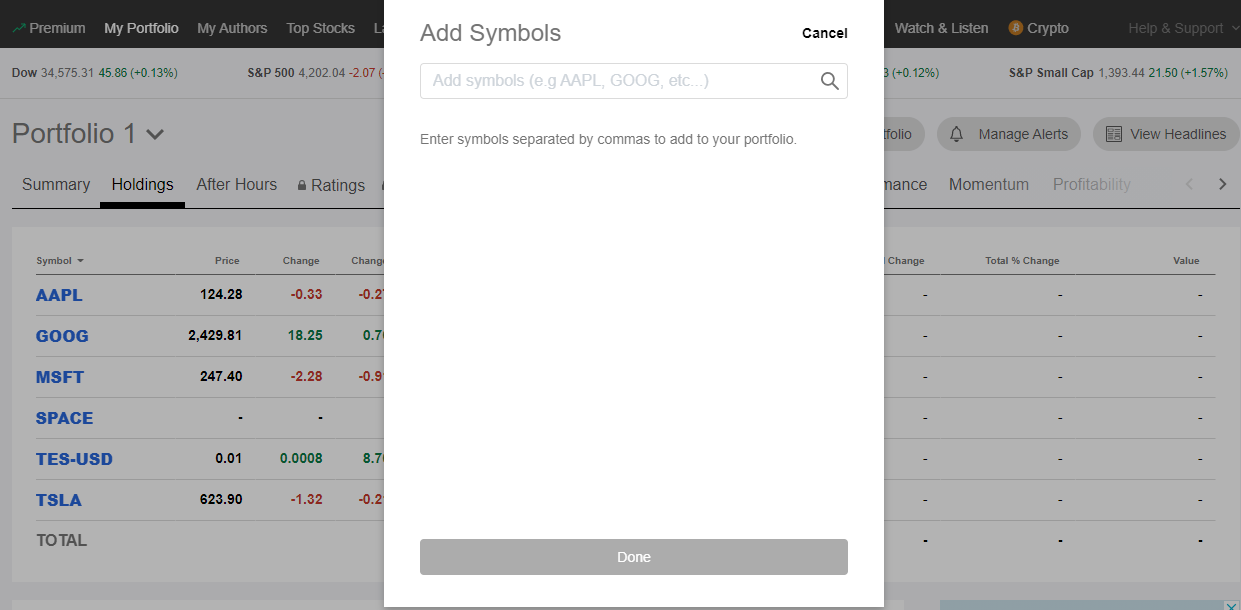 Premium My Portfolio My Authors Top Stocks Add Symbols Cancel Watch & Listen Crypto Help & Support
Dow 34,575.31 45.86 (+0.13%) S&P 500 4,202.04 -2.07 (+0.12%) S&P Small Cap 1,393.44 21.50 (+1.57%)
Add symbols (e.g AAPL, GOOG, etc...)
Portfolio 1 Enter symbols separated by commas to add to your portfolio. Manage Alerts View Headlines
Summary Holdings After Hours Ratings Momentum Profitability
Symbol Price Change Change Total % Change Value
AAPL 124.28 -0.33 - - -
GOOG 2,429.81 18.25 - - -
MSFT 247.40 -2.28 - - -
SPACE - - - - -
TES-USD 0.01 0.0008 - - -
TSLA 623.90 -1.32 - - -
TOTAL - - -
Done